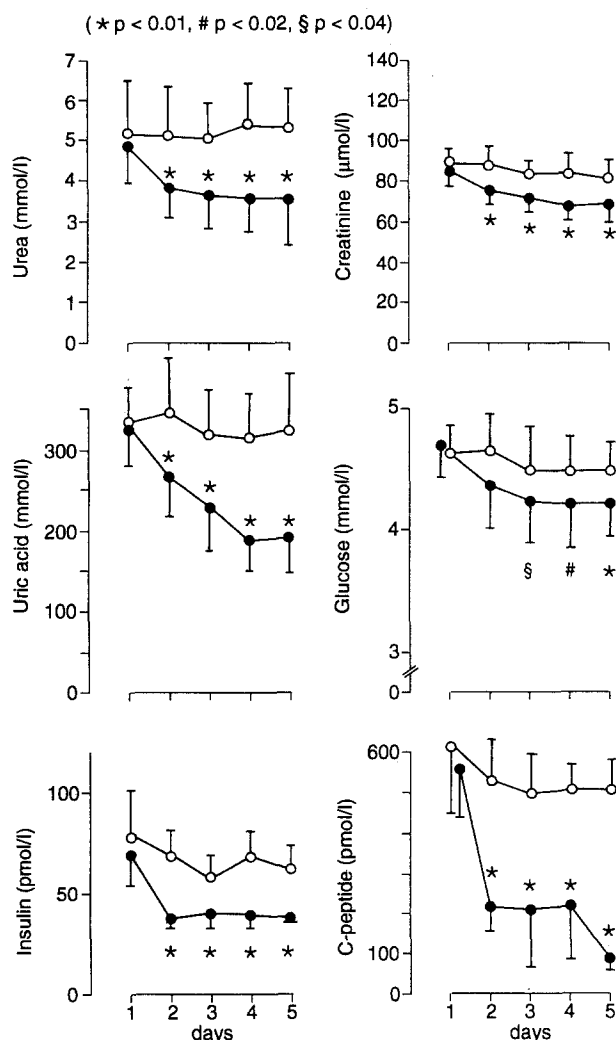 ( * p < 0.01, # p < 0.02, § p < 0.04)
Urea (mmol/l)
7
6
5
4
3
2
1
0
* * * *
Creatinine (µmol/l)
140
120
100
80
60
40
20
0
* * * *
Uric acid (mmol/l)
300
200
100
0
* * * *
Glucose (mmol/l)
5
4
3
0
§ # *
Insulin (pmol/l)
100
50
0
* * * *
1 2 3 4 5
days
C-peptide (pmol/l)
600
100
0
* * * *
1 2 3 4 5
days